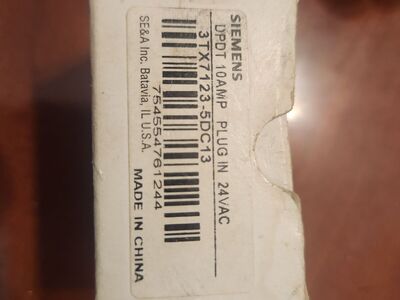 SIEMENS
DPDT 10AMP PLUG IN 24VAC
3TX7123-5DC13
754554761244
SE&A Inc. Batavia, IL U.S.A.
MADE IN CHINA